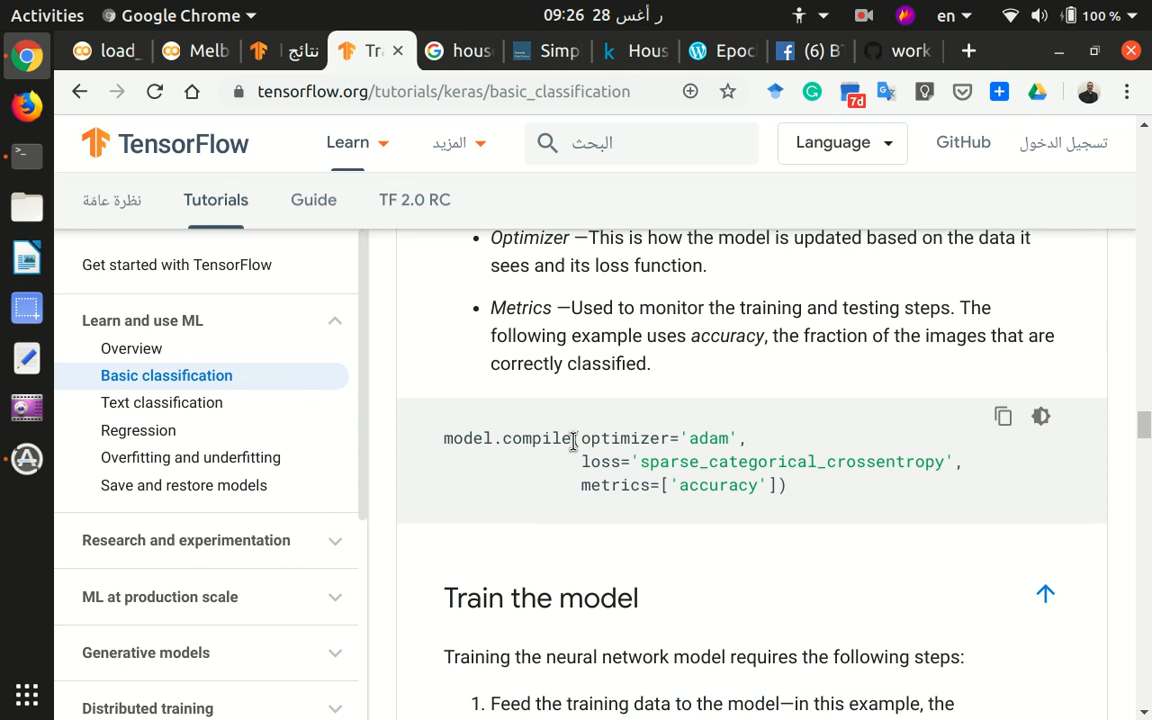 Activities Google Chrome 09:26 28 ر أغس en 100 %
load_ Melb نتائج Tr hous Simp Hous Epoc (6) B work
tensorflow.org/tutorials/keras/basic_classification 7d
TensorFlow Learn المزيد البحث Language GitHub تسجيل الدخول
نظرة عامّة Tutorials Guide TF 2.0 RC
Get started with TensorFlow
Learn and use ML
Overview
Basic classification
Text classification
Regression
Overfitting and underfitting
Save and restore models
Research and experimentation
ML at production scale
Generative models
Distributed training
• Optimizer —This is how the model is updated based on the data it
sees and its loss function.
• Metrics —Used to monitor the training and testing steps. The
following example uses accuracy, the fraction of the images that are
correctly classified.
model.compile(optimizer='adam',
loss='sparse_categorical_crossentropy',
metrics=['accuracy'])
Train the model
Training the neural network model requires the following steps:
1. Feed the training data to the model—in this example, the